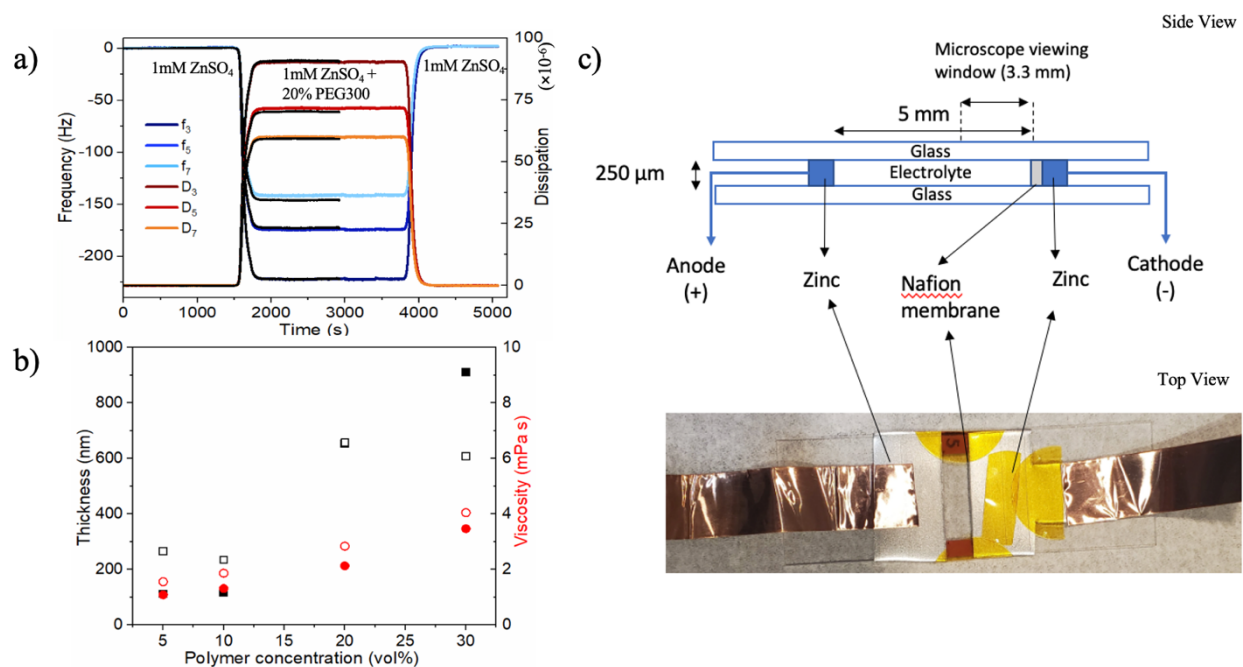 a)
100
0
1mM ZnSO4
1mM ZnSO4 +
20% PEG300
1mM ZnSO4
75
-50
f3
f5
f7
D3
D5
D7
-100
50
-150
25
-200
0
Frequency (Hz)
Dissipation
(×10-6)
0
1000
2000
3000
4000
5000
Time (s)
b)
1000
10
800
8
600
6
400
4
200
2
0
0
Thickness (nm)
Viscosity (mPa s)
5
10
15
20
25
30
Polymer concentration (vol%)
Side View
c)
Microscope viewing
window (3.3 mm)
5 mm
Glass
250 μm
Electrolyte
Glass
Anode
(+)
Zinc
Nafion
membrane
Zinc
Cathode
(-)
Top View